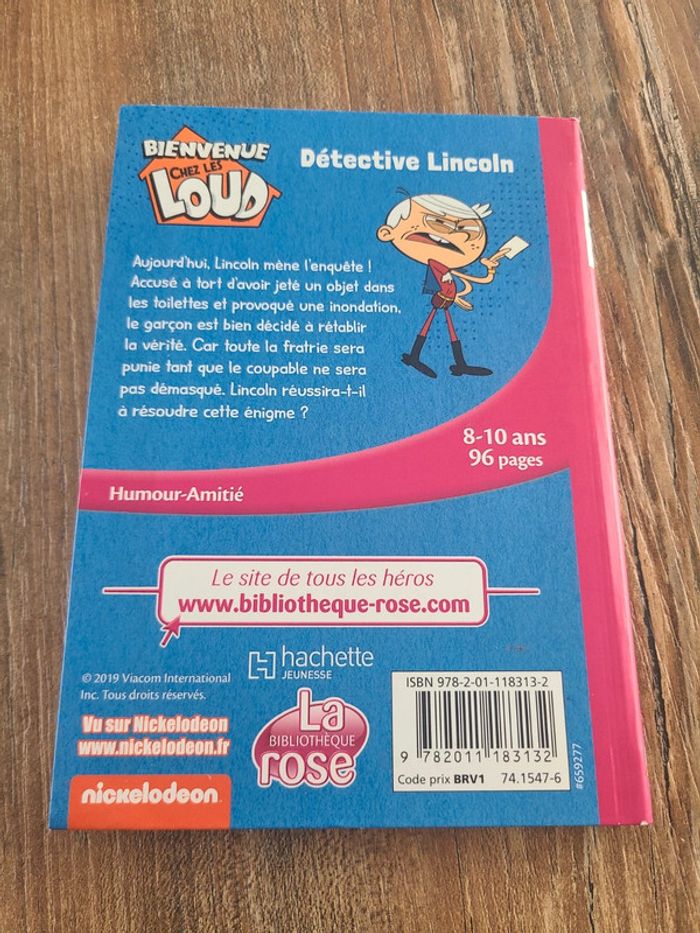 BIENVENUE
CHEZ LES
LOUD
Détective Lincoln
Aujourd'hui, Lincoln mène l'enquête !
Accusé à tort d'avoir jeté un objet dans
les toilettes et provoqué une inondation,
le garçon est bien décidé à rétablir
la vérité. Car toute la fratrie sera
punie tant que le coupable ne sera
pas démasqué. Lincoln réussira-t-il
à résoudre cette énigme ?
8-10 ans
96 pages
Humour-Amitié
Le site de tous les héros
www.bibliotheque-rose.com
hachette
JEUNESSE
© 2019 Viacom International
Inc. Tous droits réservés.
Vu sur Nickelodeon
www.nickelodeon.fr
nickelodeon
La
BIBLIOTHÈQUE
rose
ISBN 978-2-01-118313-2
9 782011 183132
Code prix BRV1 74.1547-6
#659277